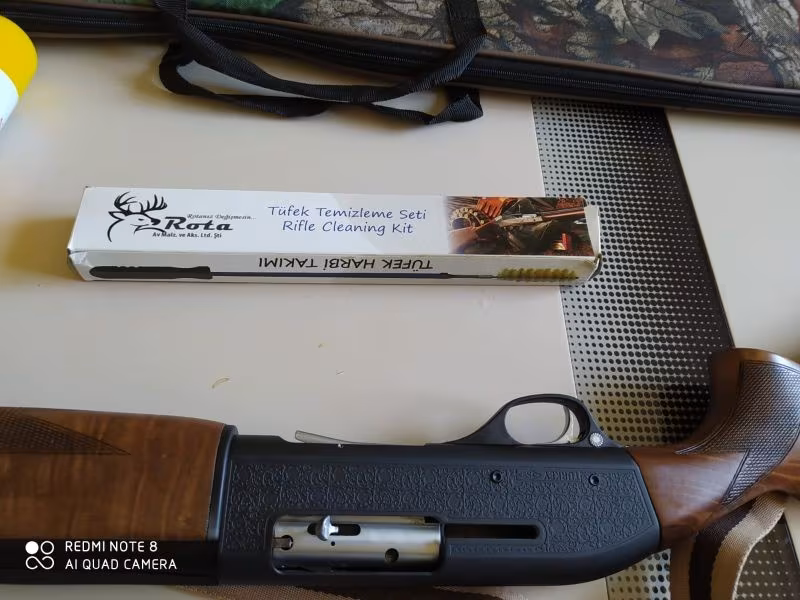 Rotanız Değişmesin...
Rota
Av Malz. ve Aks. Ltd. Şti
Tüfek Temizleme Seti
Rifle Cleaning Kit
TÜFEK HARBİ TAKIMI
TURKEY
REDMI NOTE 8
AI QUAD CAMERA